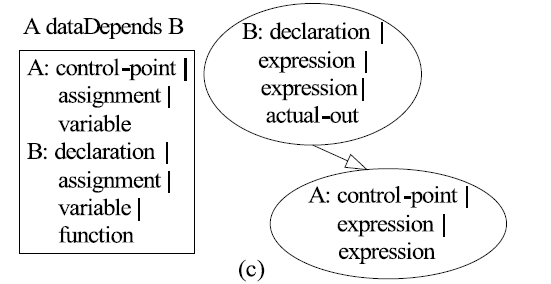 A dataDepends B
A: control-point |
assignment |
variable
B: declaration |
assignment |
variable |
function
B: declaration |
expression |
expression|
actual-out
A: control-point |
expression |
expression
(c)